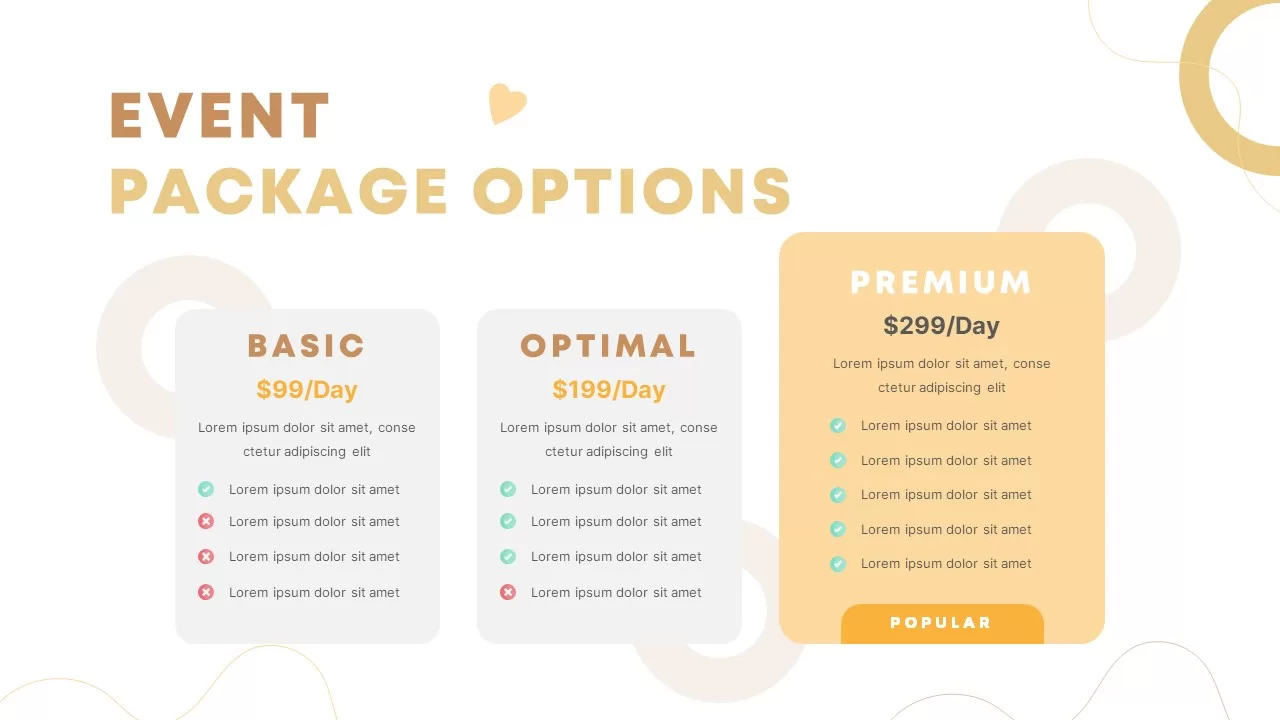 EVENT
PACKAGE OPTIONS
BASIC
$99/Day
Lorem ipsum dolor sit amet, conse
ctetur adipiscing elit
Lorem ipsum dolor sit amet
Lorem ipsum dolor sit amet
Lorem ipsum dolor sit amet
Lorem ipsum dolor sit amet
OPTIMAL
$199/Day
Lorem ipsum dolor sit amet, conse
ctetur adipiscing elit
Lorem ipsum dolor sit amet
Lorem ipsum dolor sit amet
Lorem ipsum dolor sit amet
Lorem ipsum dolor sit amet
PREMIUM
$299/Day
Lorem ipsum dolor sit amet, conse
ctetur adipiscing elit
Lorem ipsum dolor sit amet
Lorem ipsum dolor sit amet
Lorem ipsum dolor sit amet
Lorem ipsum dolor sit amet
Lorem ipsum dolor sit amet
POPULAR